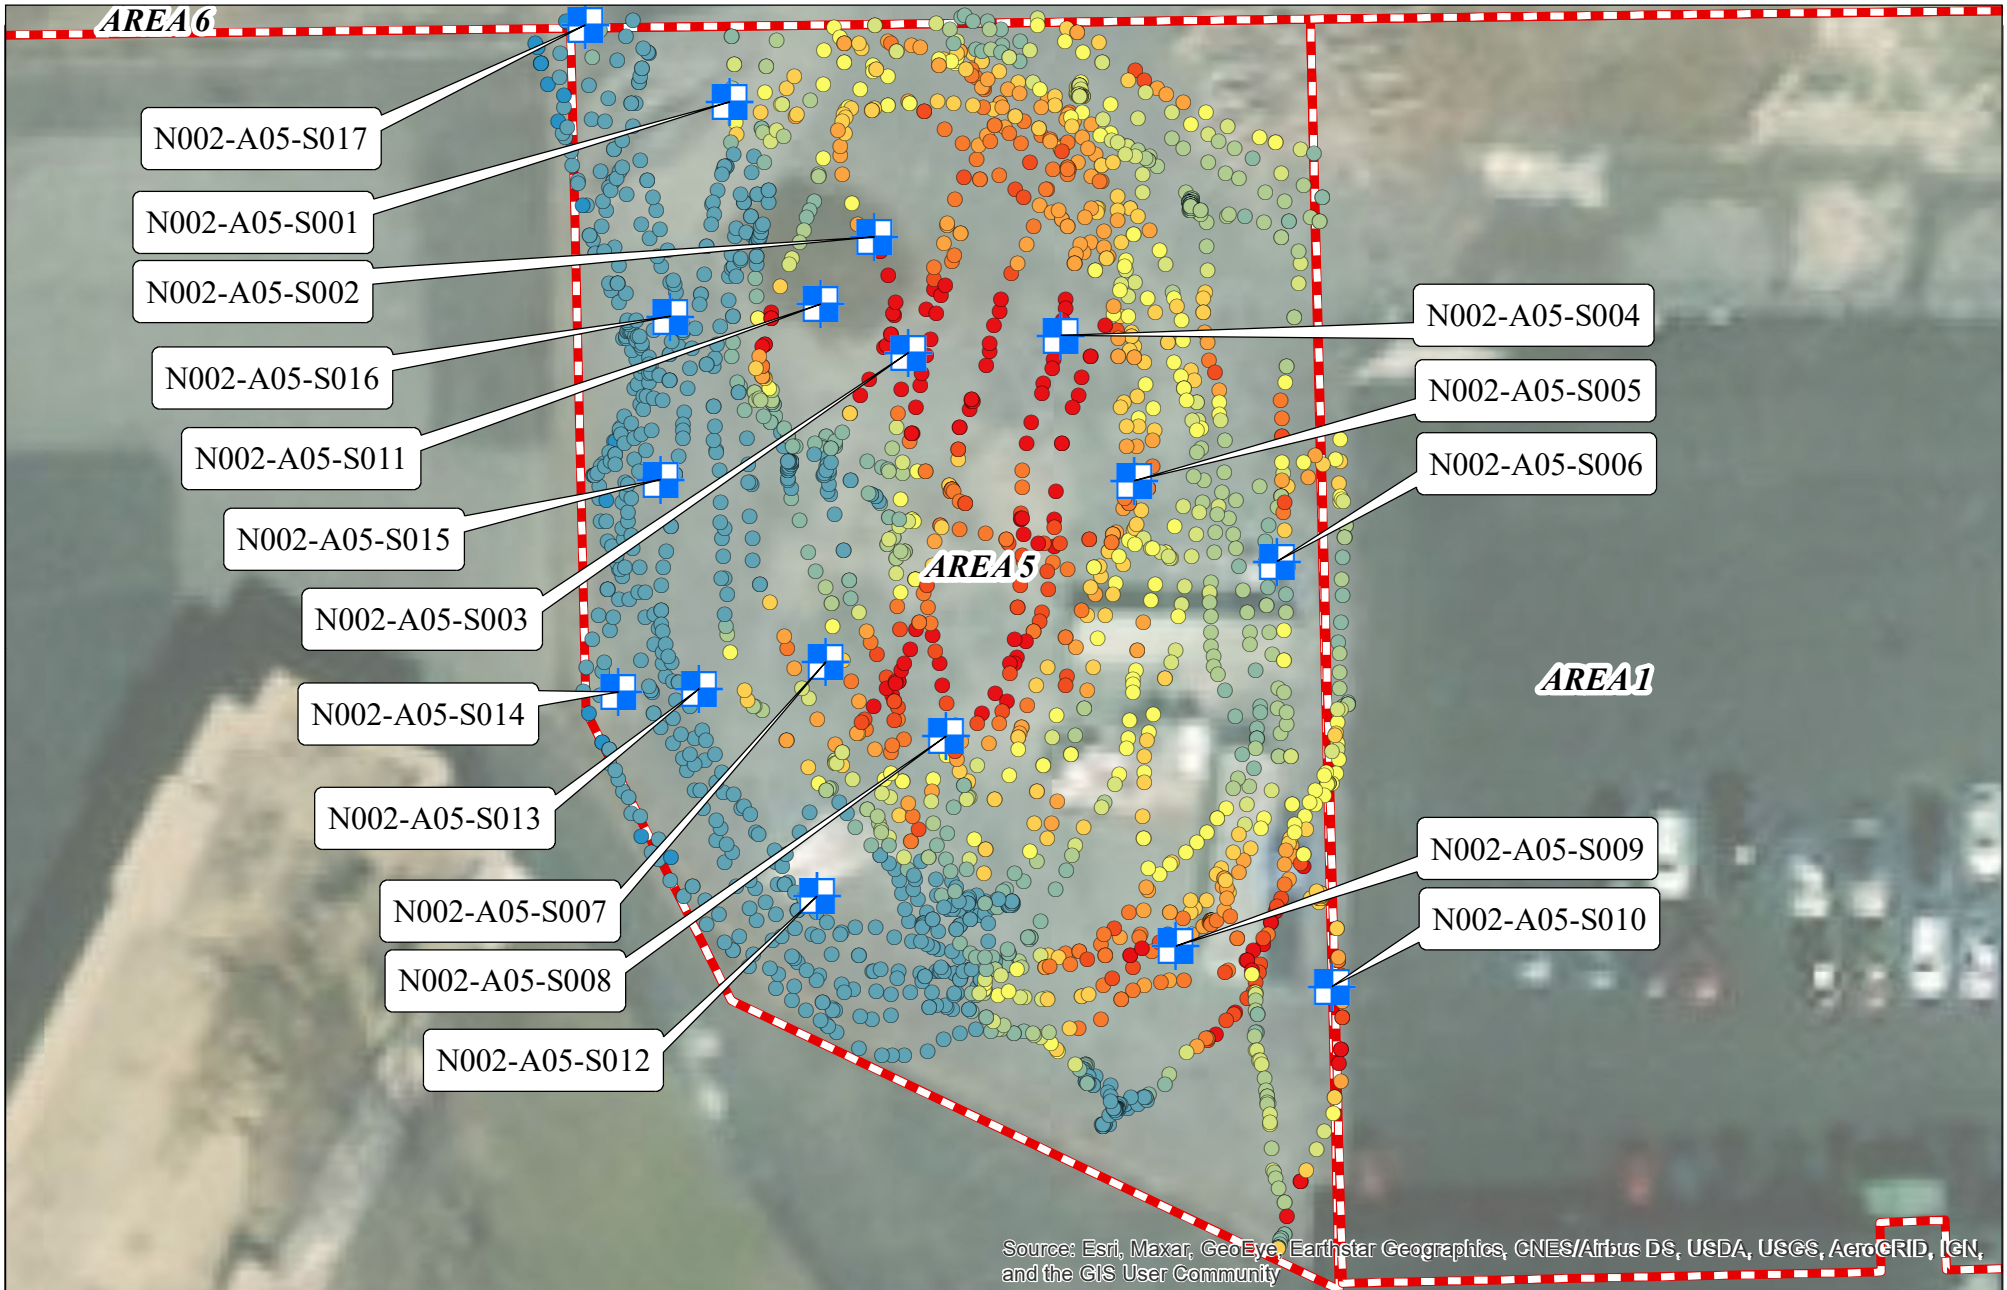 AREA 6
N002-A05-S017
N002-A05-S001
N002-A05-S002
N002-A05-S016
N002-A05-S011
N002-A05-S015
N002-A05-S003
N002-A05-S014
N002-A05-S013
N002-A05-S007
N002-A05-S008
N002-A05-S012
AREA 5
N002-A05-S004
N002-A05-S005
N002-A05-S006
AREA 1
N002-A05-S009
N002-A05-S010
Source: Esri, Maxar, GeoEye, Earthstar Geographics, CNES/Airbus DS, USDA, USGS, AeroGRID, IGN,
and the GIS User Community